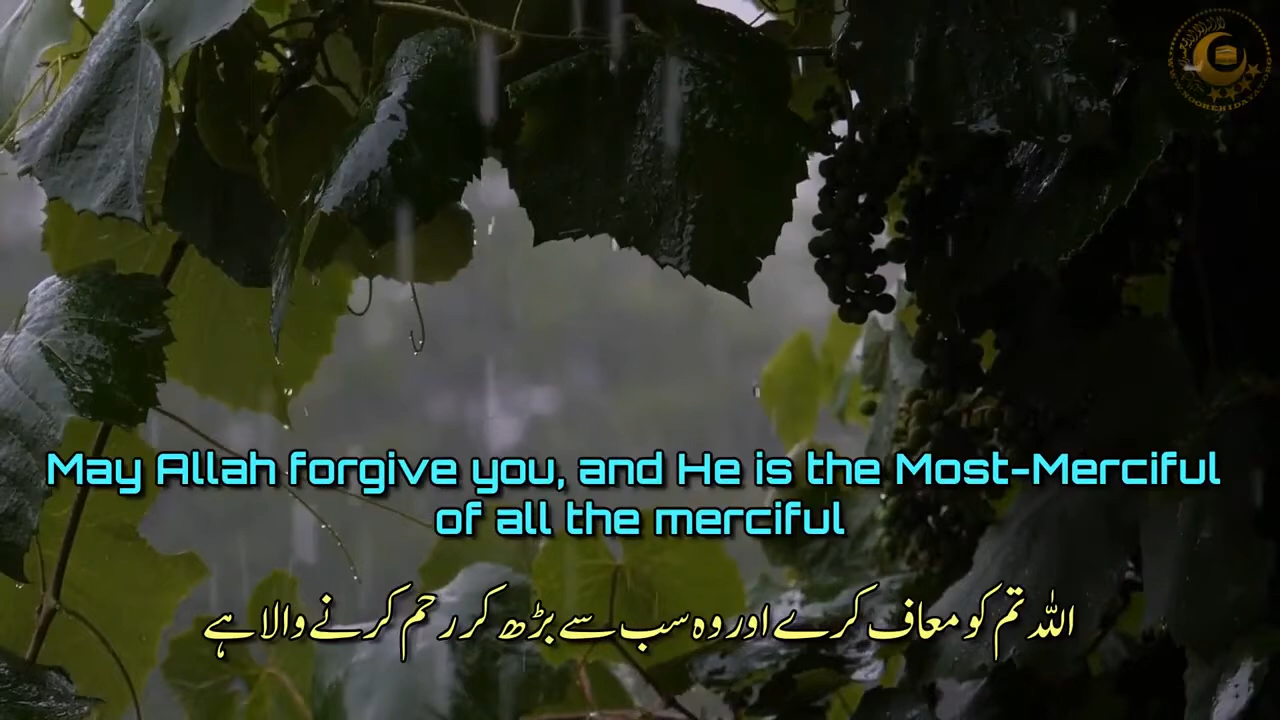 May Allah forgive you, and He is the Most-Merciful
of all the merciful
اللہ تم کو معاف کرے اور وہ سب سے بڑھ کر رحم کرنے والا ہے